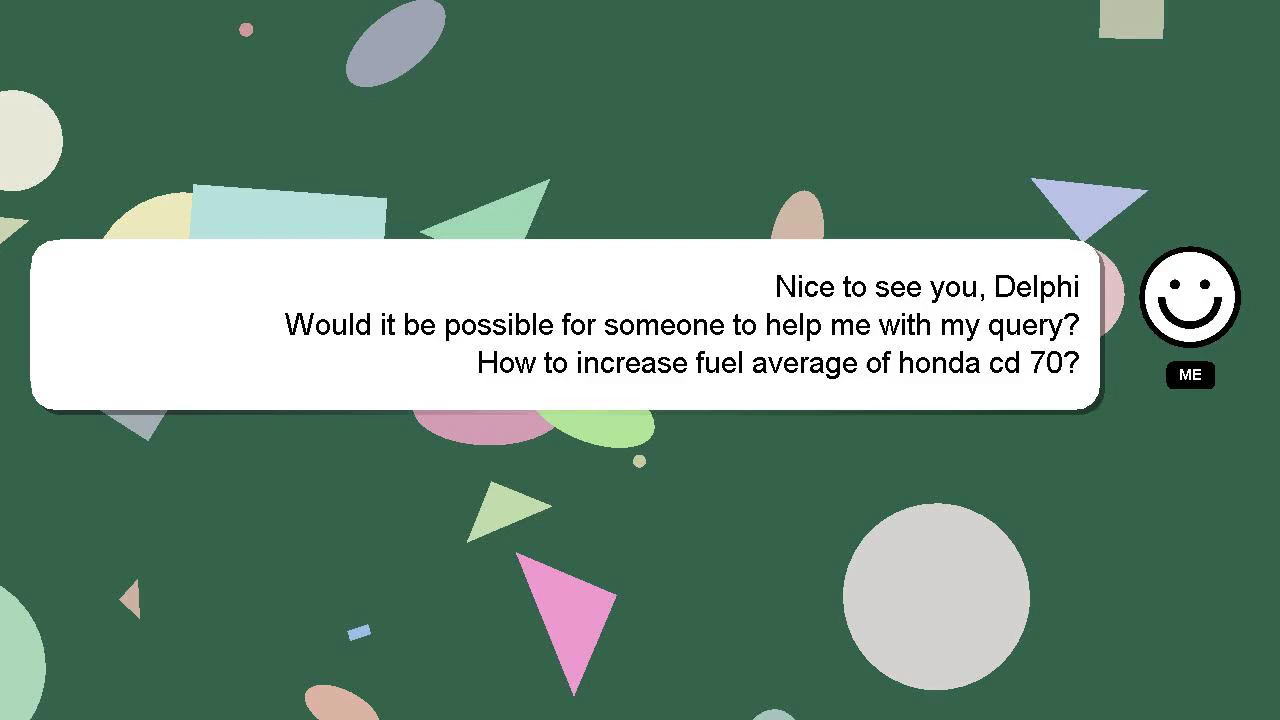 Nice to see you, Delphi
Would it be possible for someone to help me with my query?
How to increase fuel average of honda cd 70?
ME